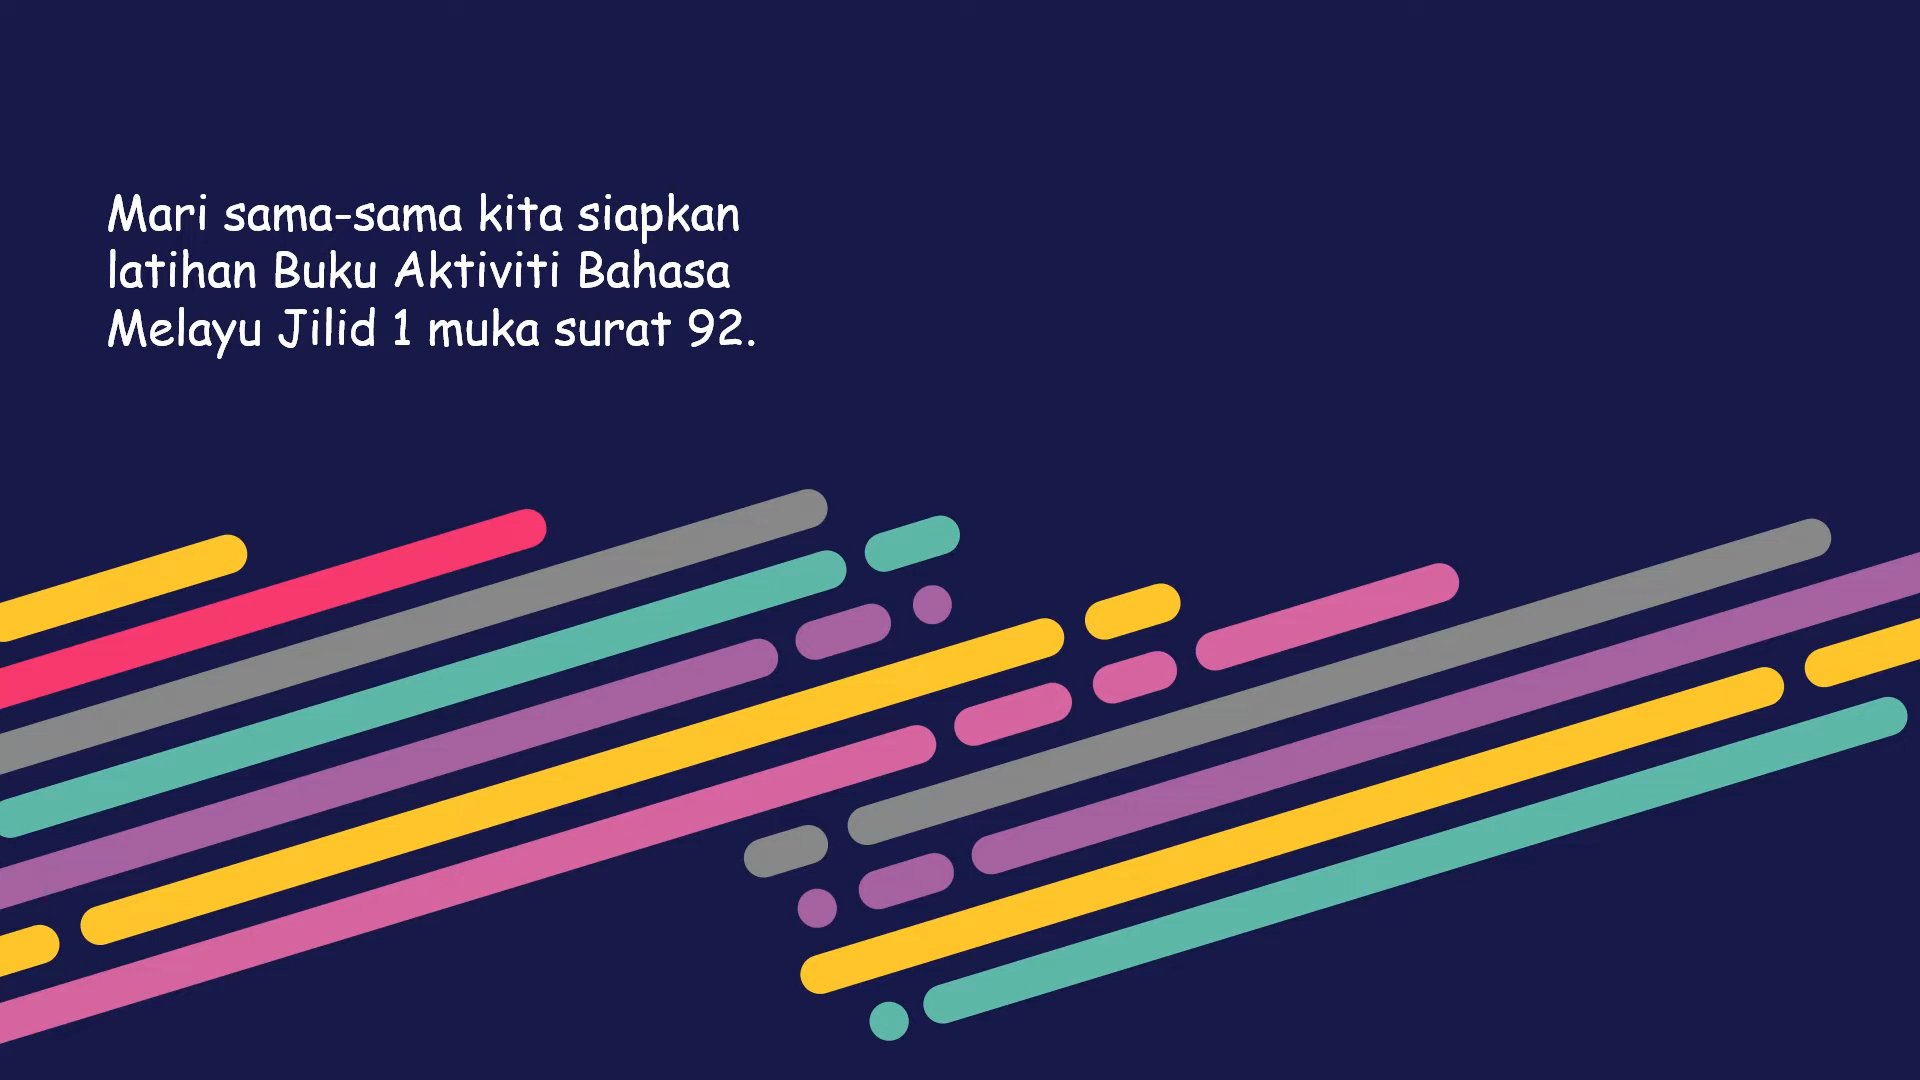 Mari sama-sama kita siapkan
latihan Buku Aktiviti Bahasa
Melayu Jilid 1 muka surat 92.